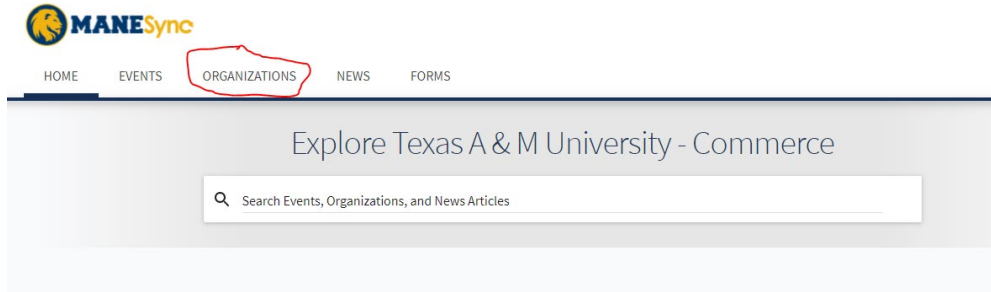 MANESync
HOME EVENTS ORGANIZATIONS NEWS FORMS
Explore Texas A & M University - Commerce
Search Events, Organizations, and News Articles